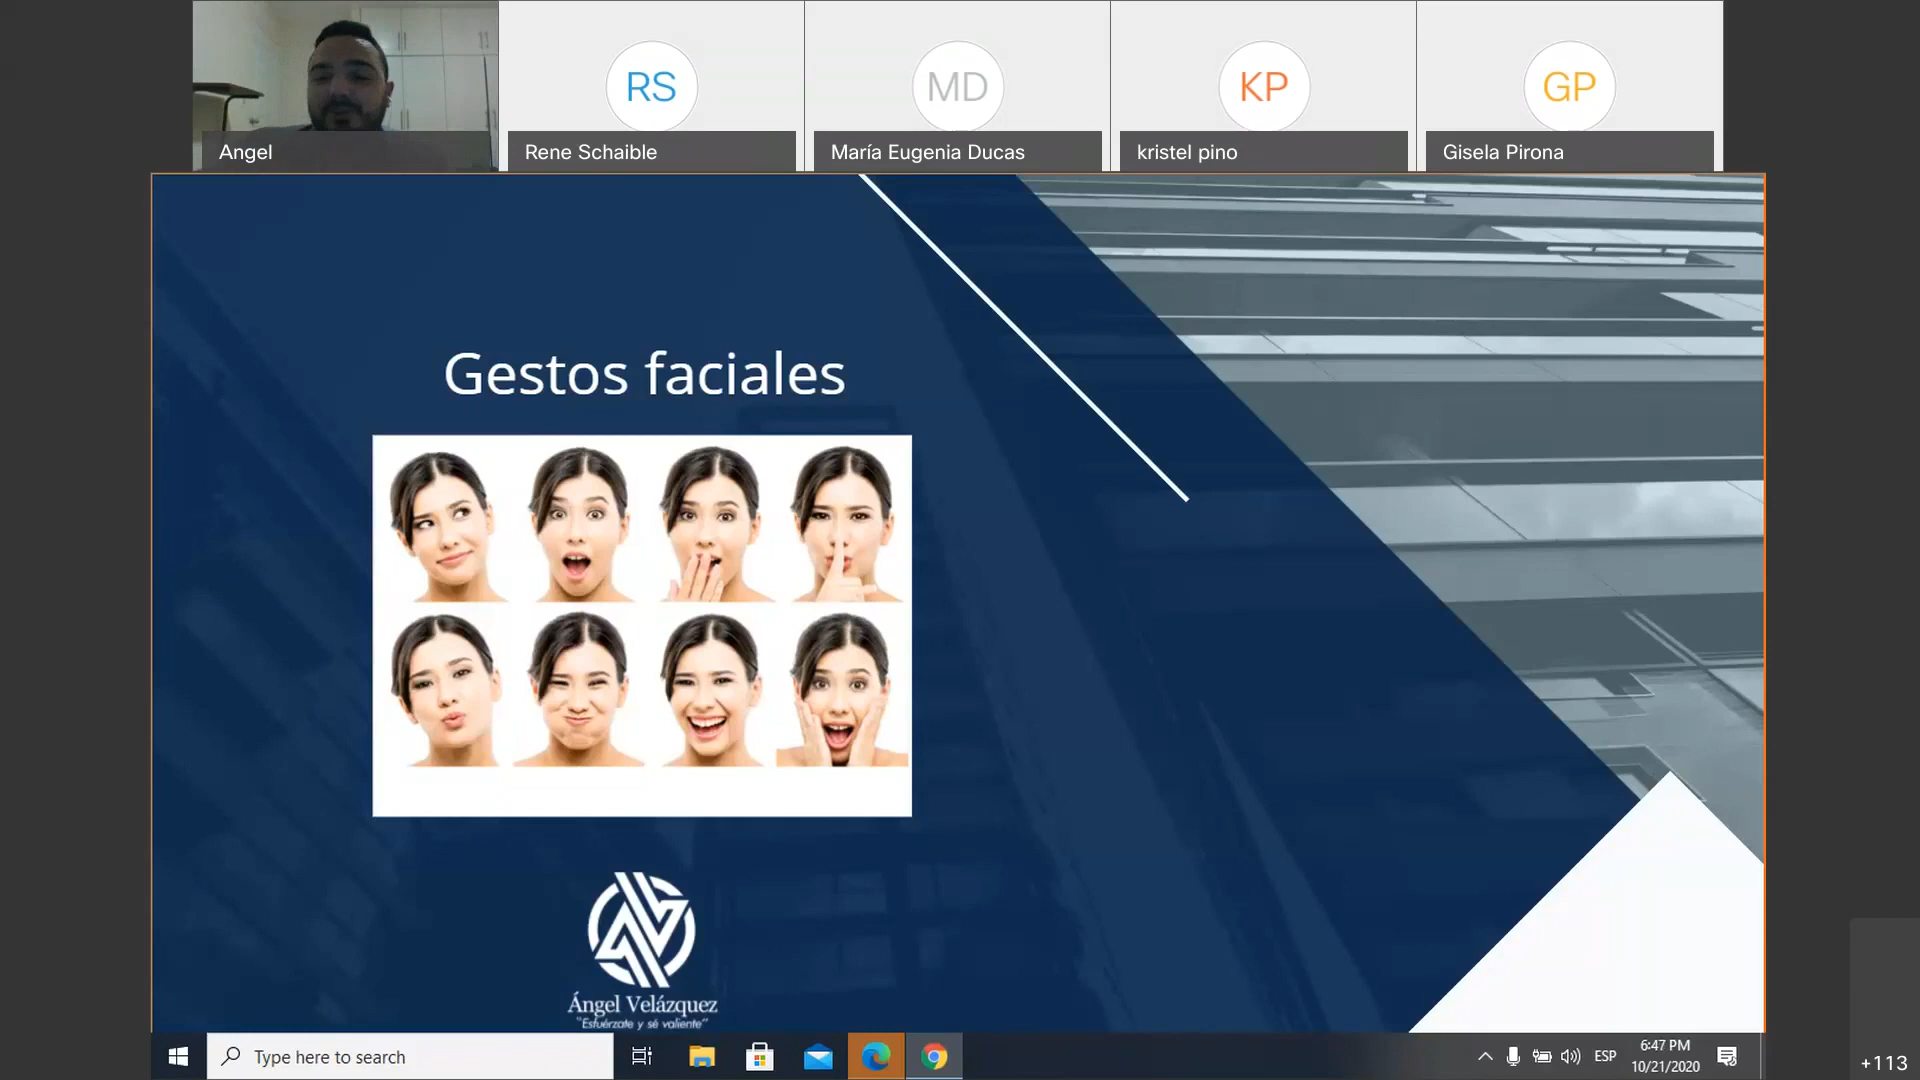 RS
MD
KP
GP
Angel
Rene Schaible
María Eugenia Ducas
kristel pino
Gisela Pirona
Gestos faciales
Ángel Velázquez
"Esfuérzate y sé valiente"
Type here to search
ESP
6:47 PM
10/21/2020
+113